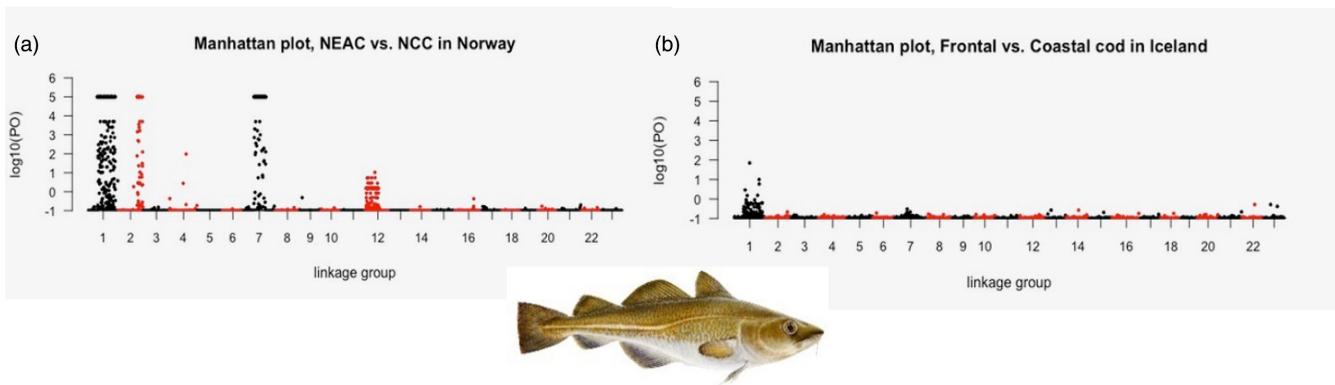 (a)
Manhattan plot, NEAC vs. NCC in Norway
6
5
4
3
2
1
0
-1
log10(PO)
1 2 3 4 5 6 7 8 9 10 12 14 16 18 20 22
linkage group
(b)
Manhattan plot, Frontal vs. Coastal cod in Iceland
6
5
4
3
2
1
0
-1
log10(PO)
1 2 3 4 5 6 7 8 9 10 12 14 16 18 20 22
linkage group